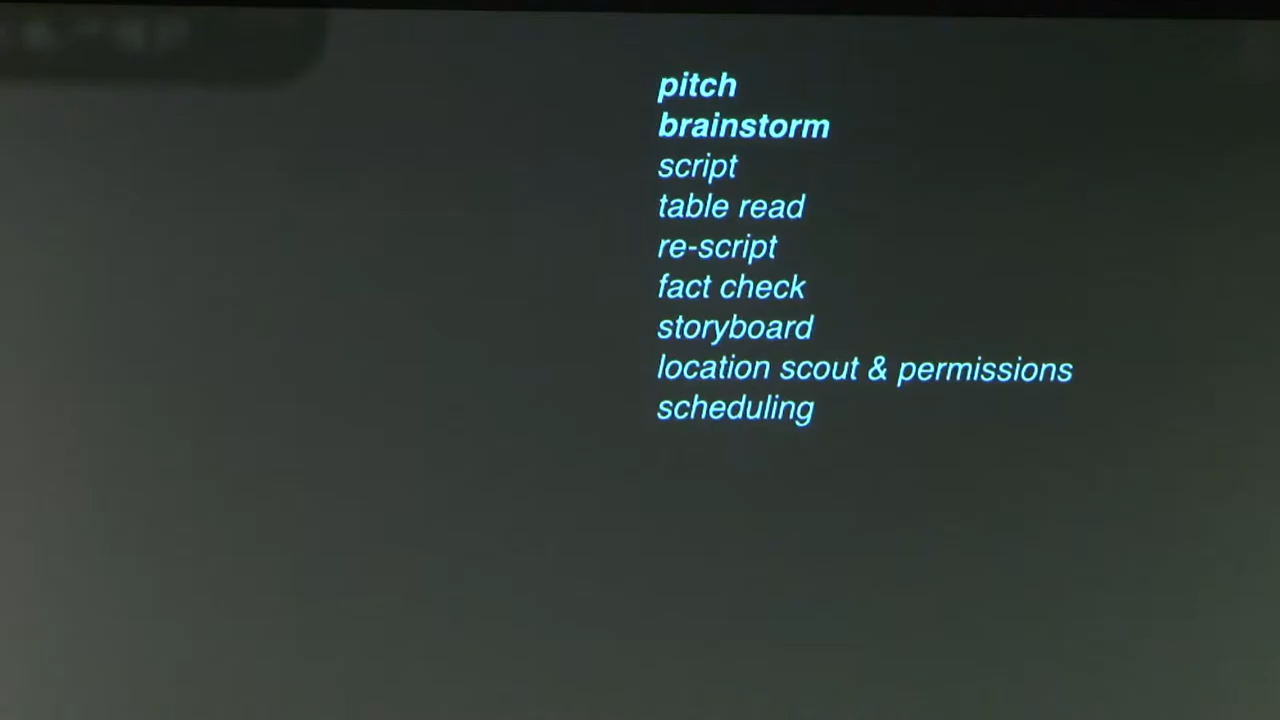 pitch
brainstorm
script
table read
re-script
fact check
storyboard
location scout & permissions
scheduling